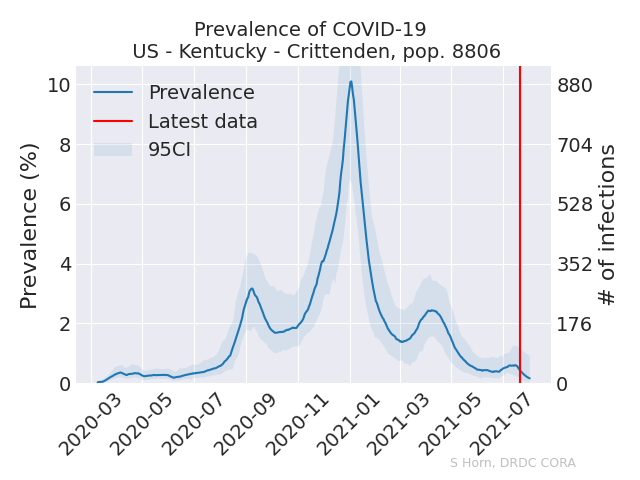 Prevalence of COVID-19
US - Kentucky - Crittenden, pop. 8806
Prevalence
Latest data
95CI
Prevalence (%)
10
8
6
4
2
0
880
704
528
352
176
0
# of infections
2020-03
2020-05
2020-07
2020-09
2020-11
2021-01
2021-03
2021-05
2021-07
S Horn, DRDC CORA